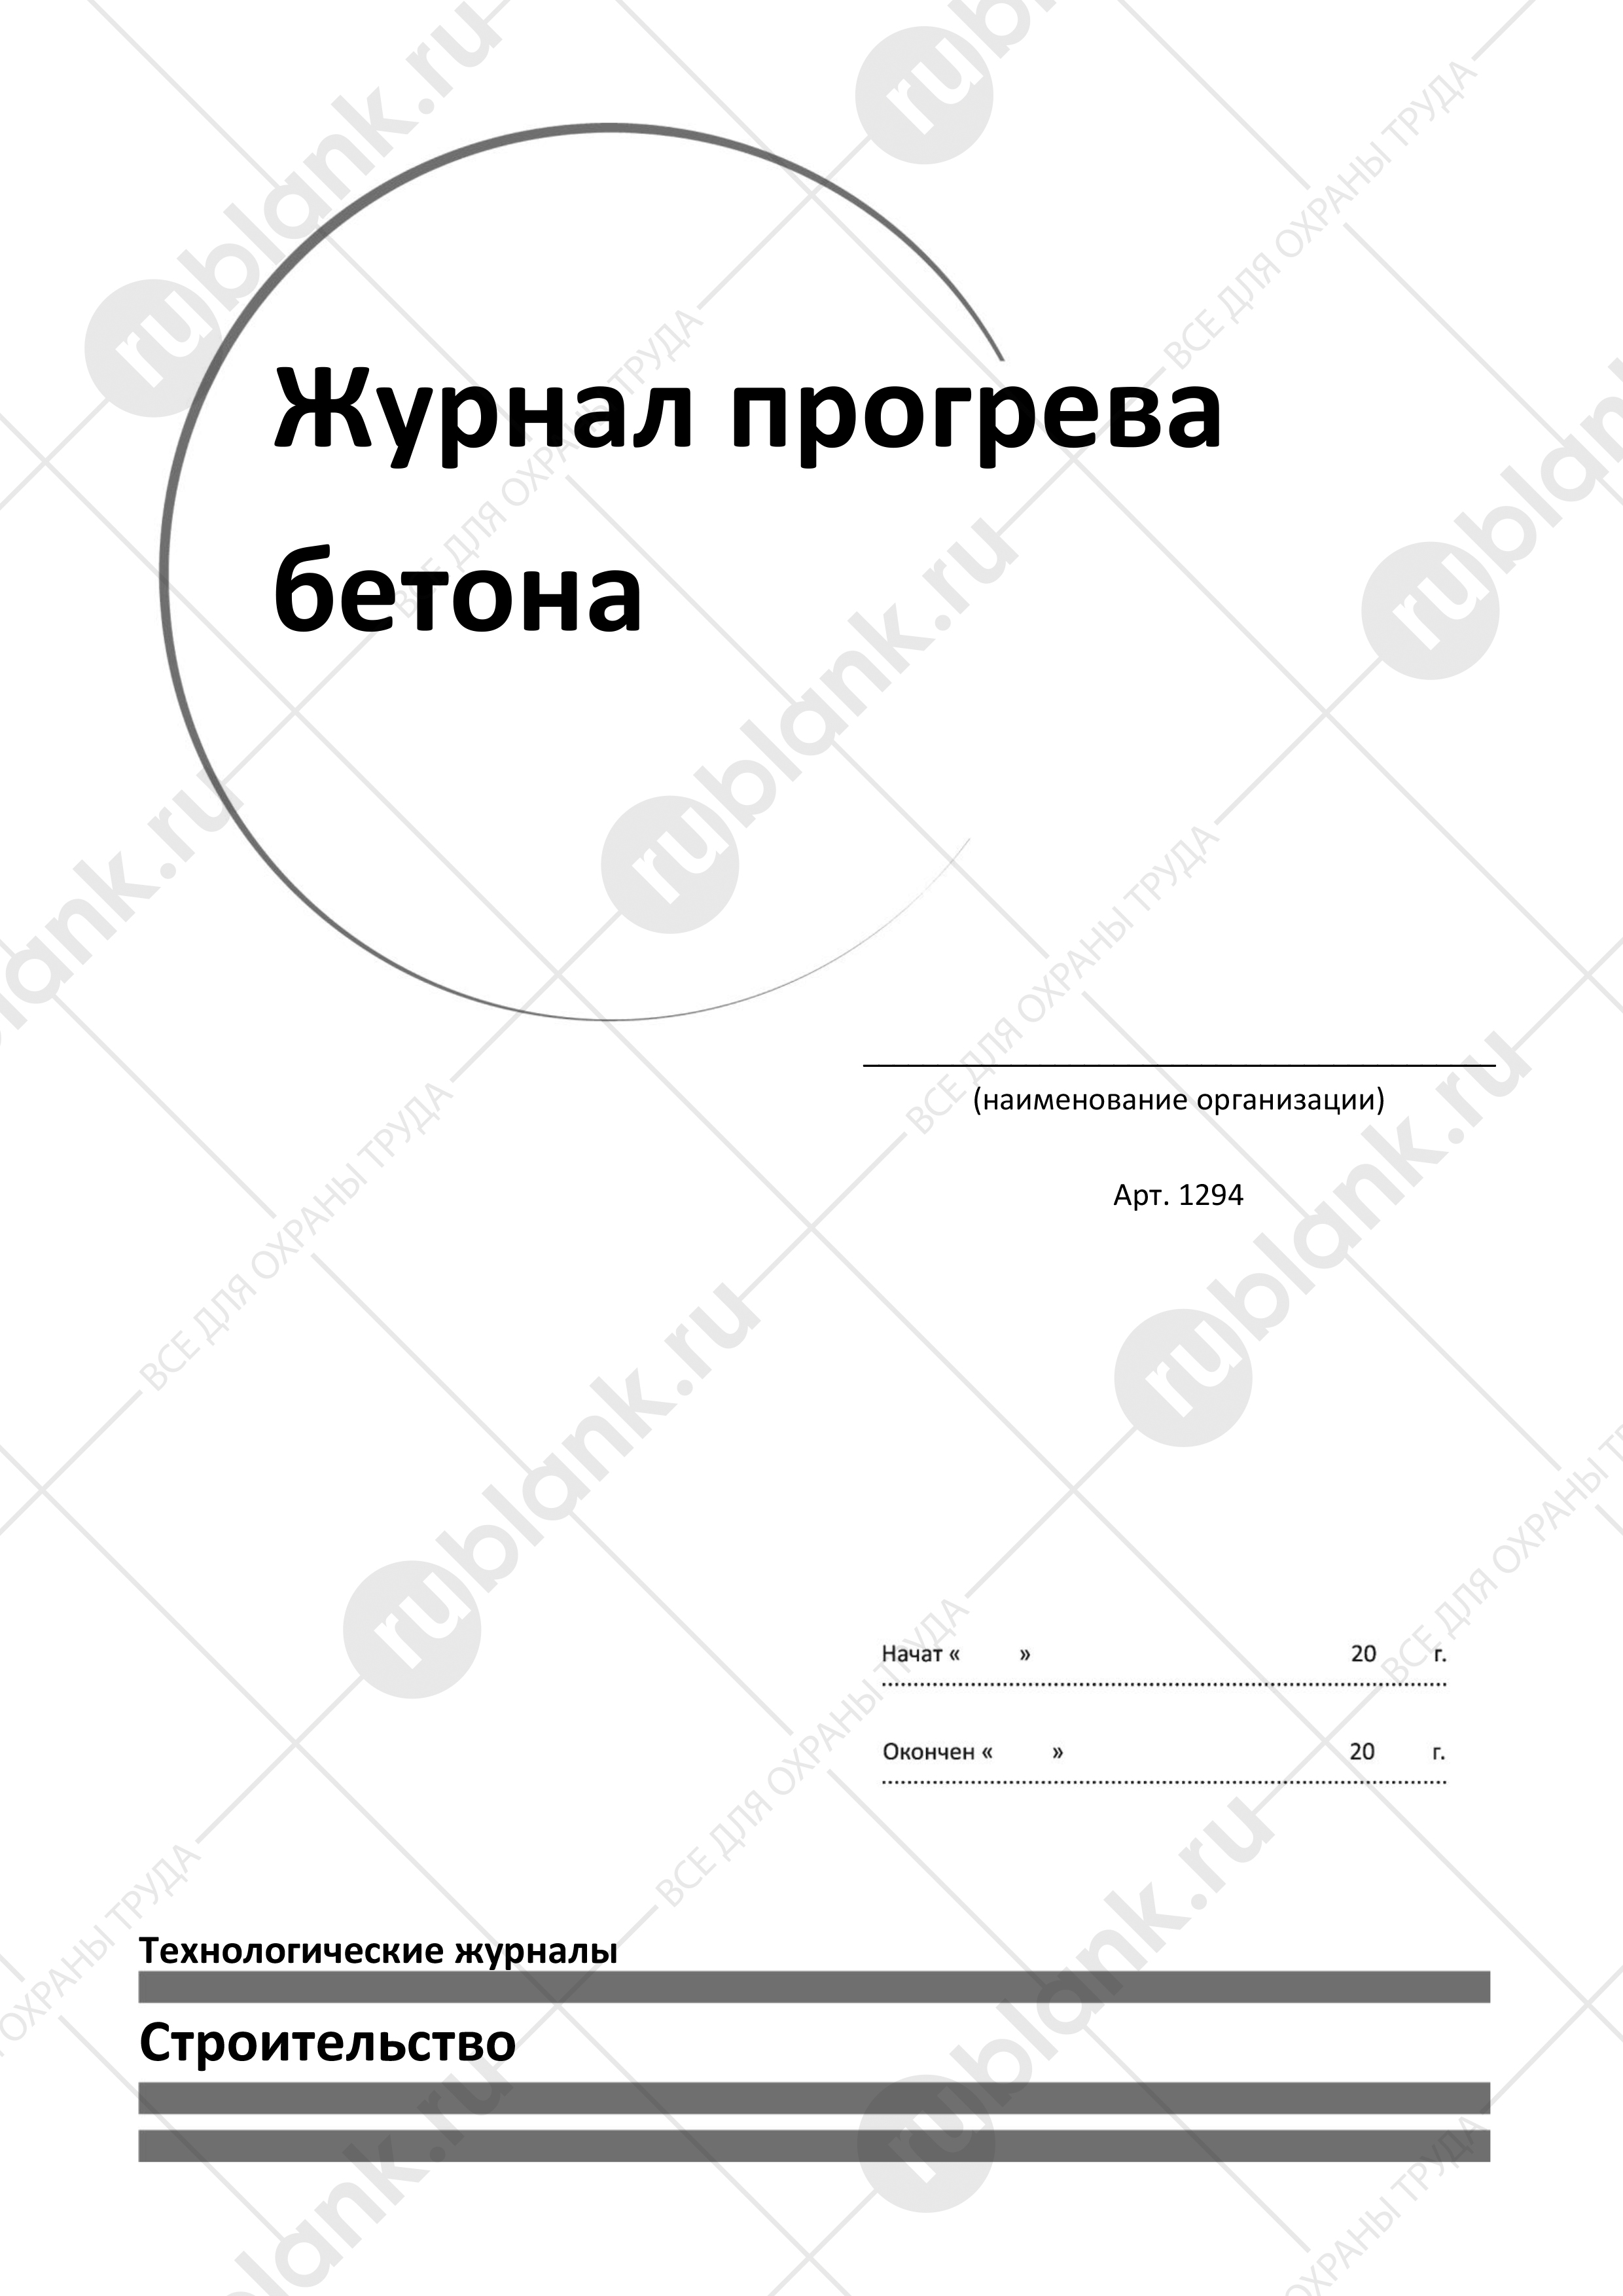 Журнал прогрева
бетона
(наименование организации)
Арт. 1294
Начат « » 20 г.
Окончен « » 20 г.
Технологические журналы
Строительство
rublank.ru
ВСЕ ДЛЯ ОХРАНЫ ТРУДА